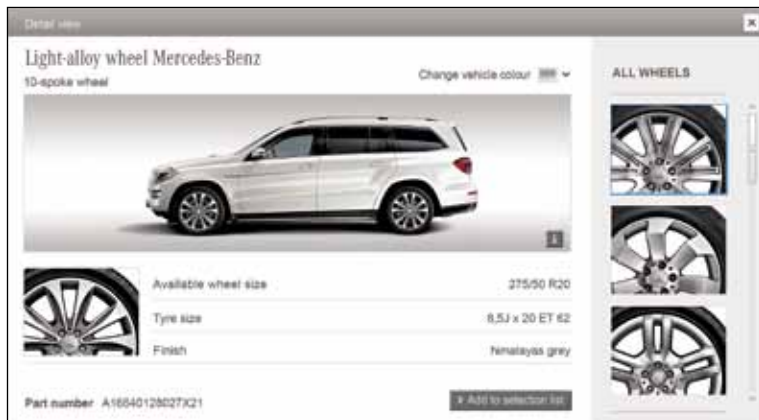 Detail view
Light-alloy wheel Mercedes-Benz
10-spoke wheel
Change vehicle colour
ALL WHEELS
Available wheel size 275/50 R20
Tyre size 8,5J x 20 ET 62
Finish himalayas grey
Part number A16640128027X21
Add to selection list